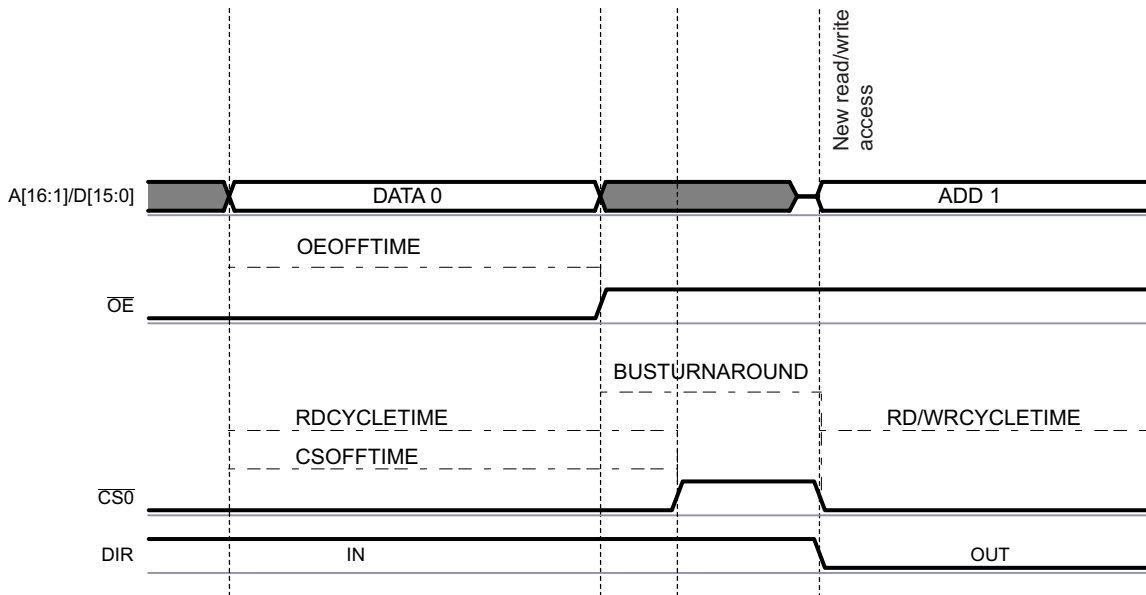 New read/write
access
A[16:1]/D[15:0]
DATA 0
ADD 1
OEOFFTIME
OE
BUSTURNAROUND
RDCYCLETIME
RD/WRCYCLETIME
CSOFFTIME
CS0
DIR
IN
OUT